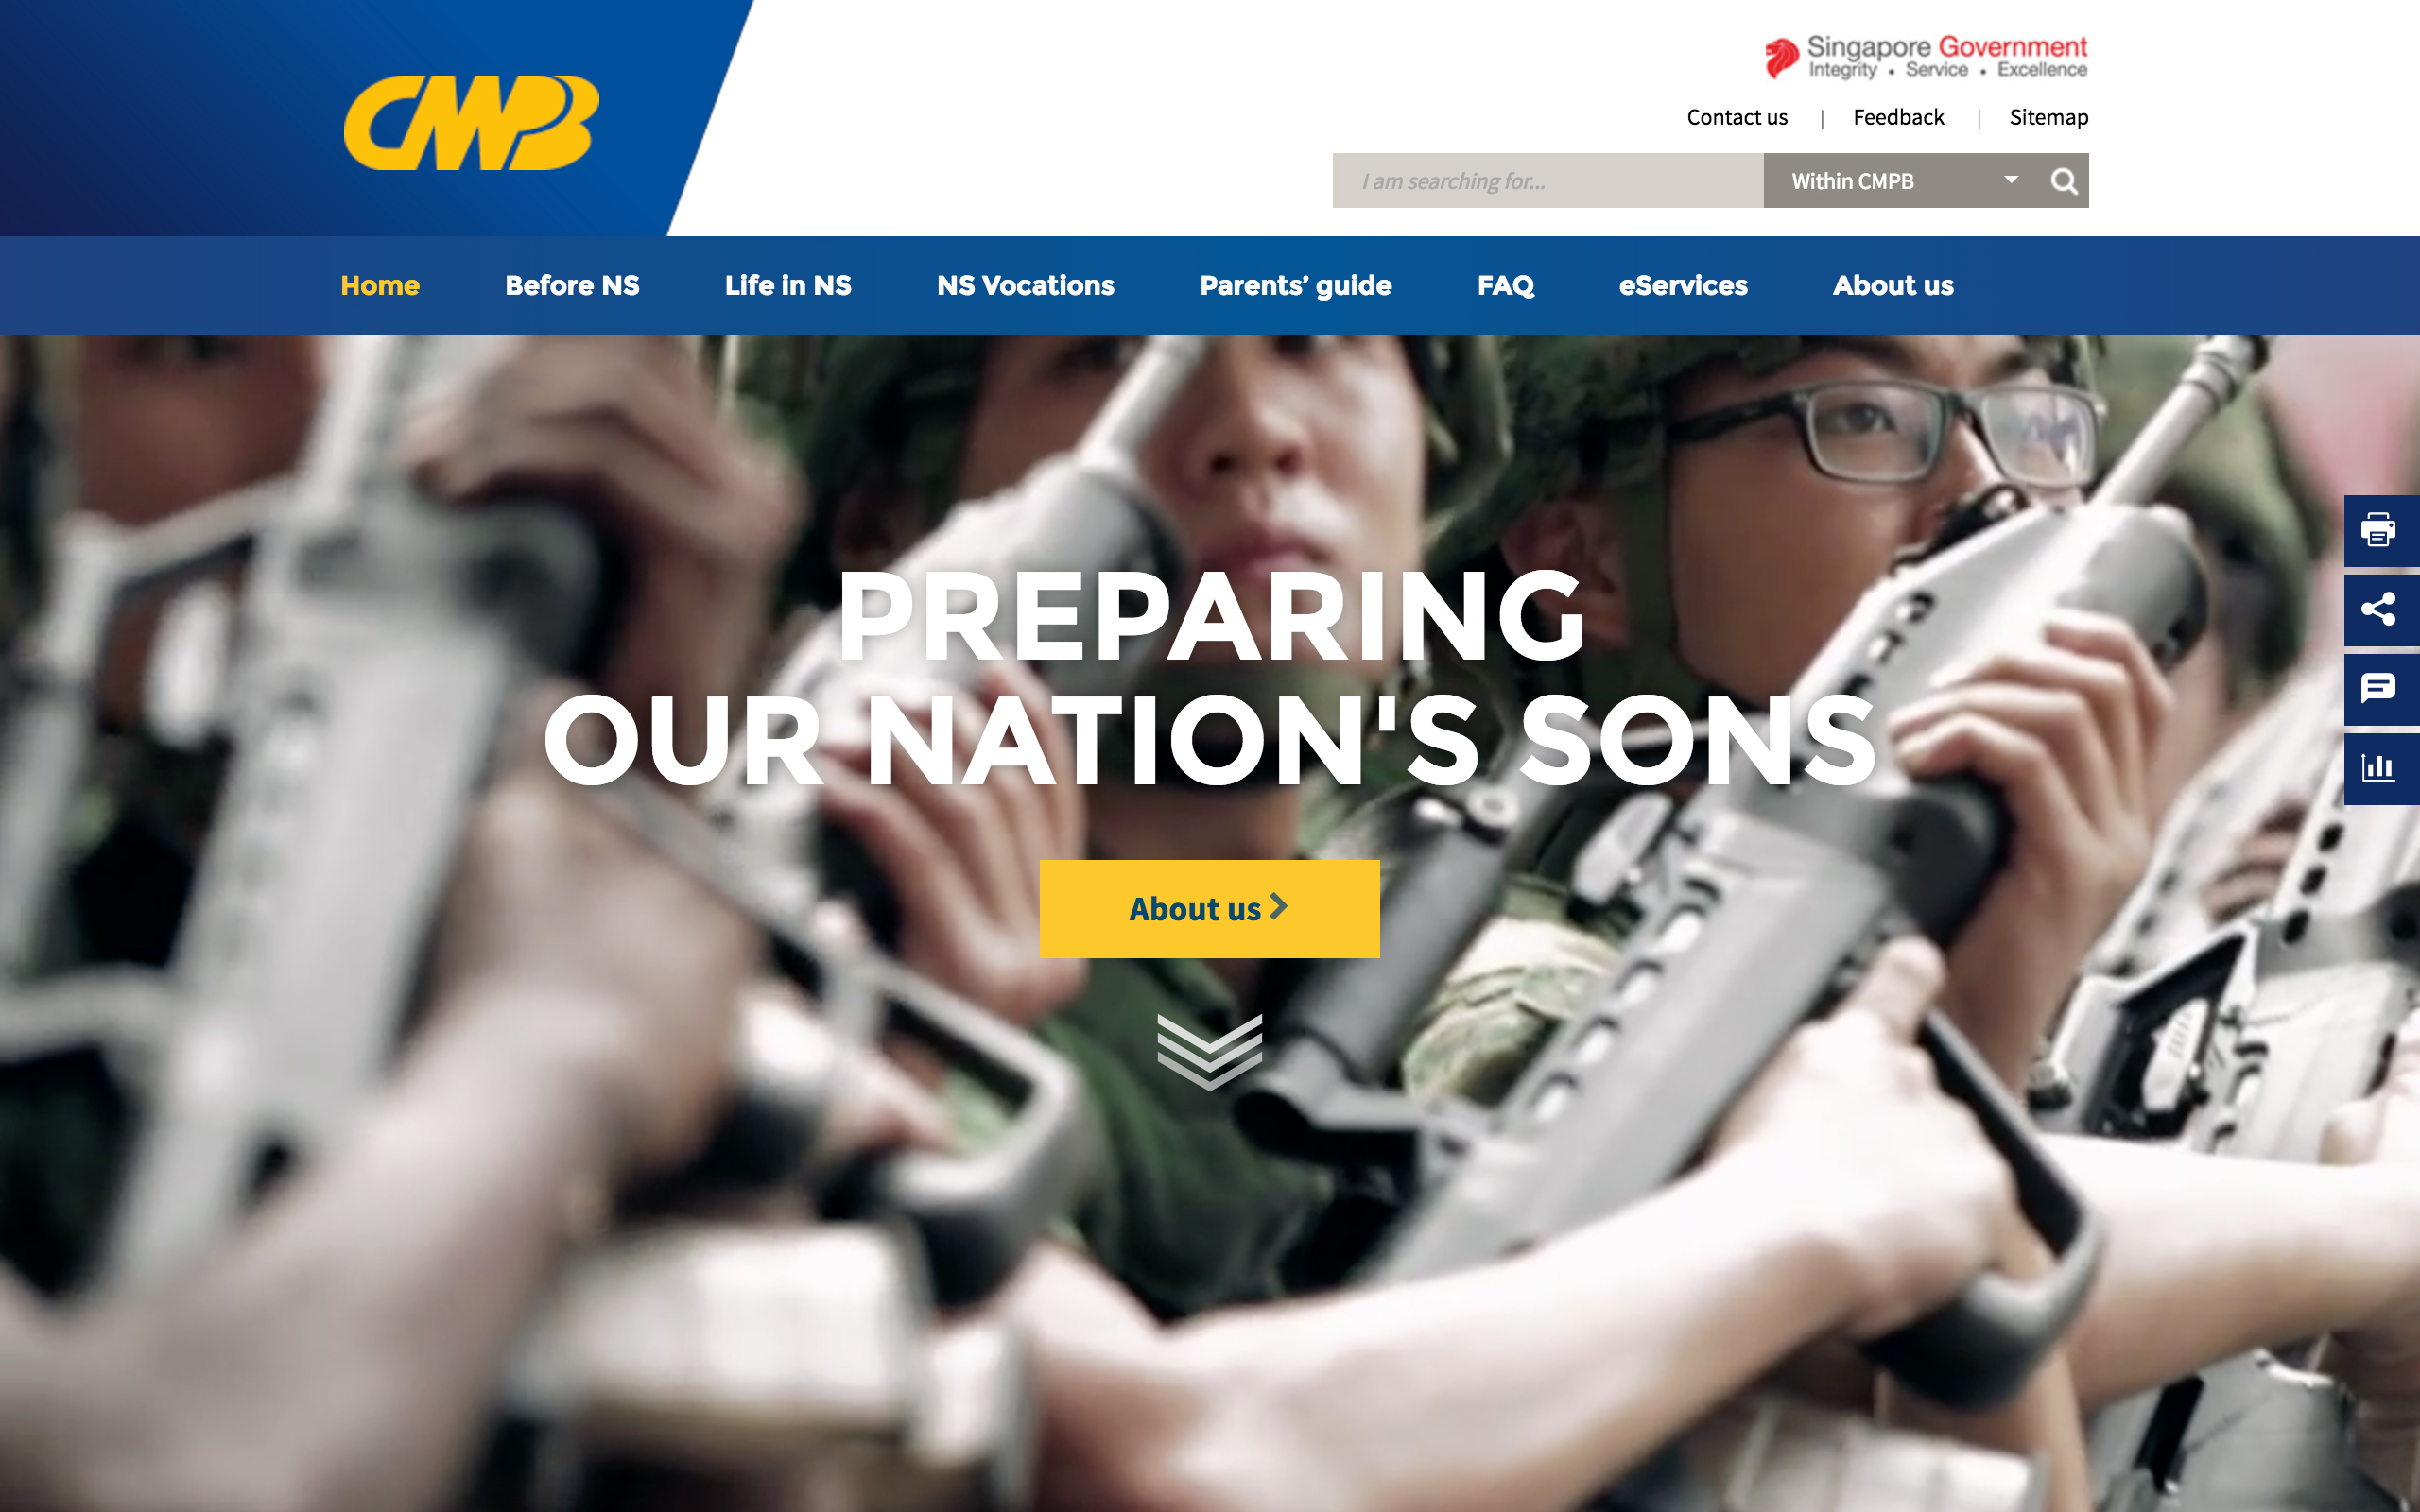 CMPB
Singapore Government
Integrity • Service • Excellence
Contact us | Feedback | Sitemap
I am searching for...
Within CMPB
Home
Before NS
Life in NS
NS Vocations
Parents’ guide
FAQ
eServices
About us
PREPARING
OUR NATION'S SONS
About us